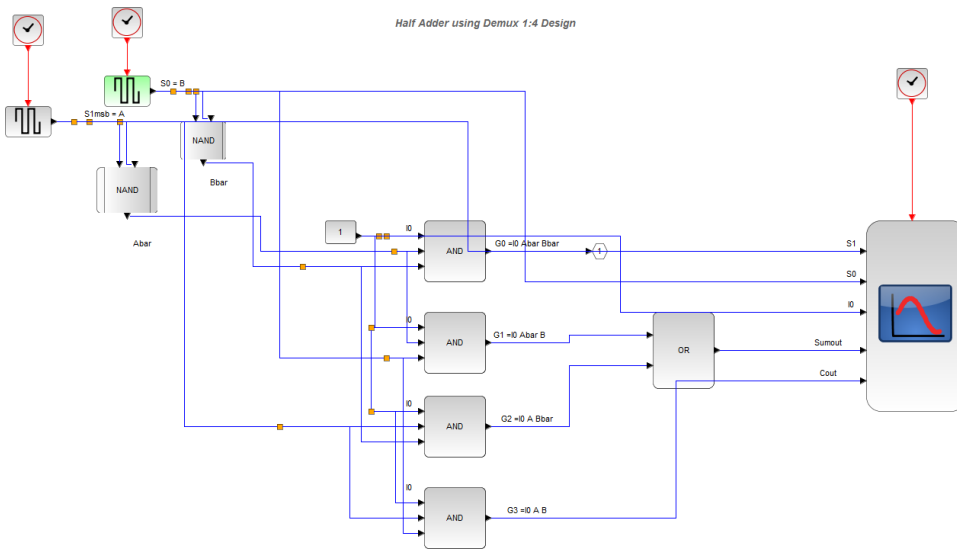 Half Adder using Demux 1:4 Design
S0 = B
S1msb = A
NAND
NAND
Bbar
Abar
1
I0
AND
G0 =I0 Abar Bbar
1
S1
S0
I0
I0
AND
G1 =I0 Abar B
OR
Sumout
Cout
I0
AND
G2 =I0 A Bbar
I0
AND
G3 =I0 A B